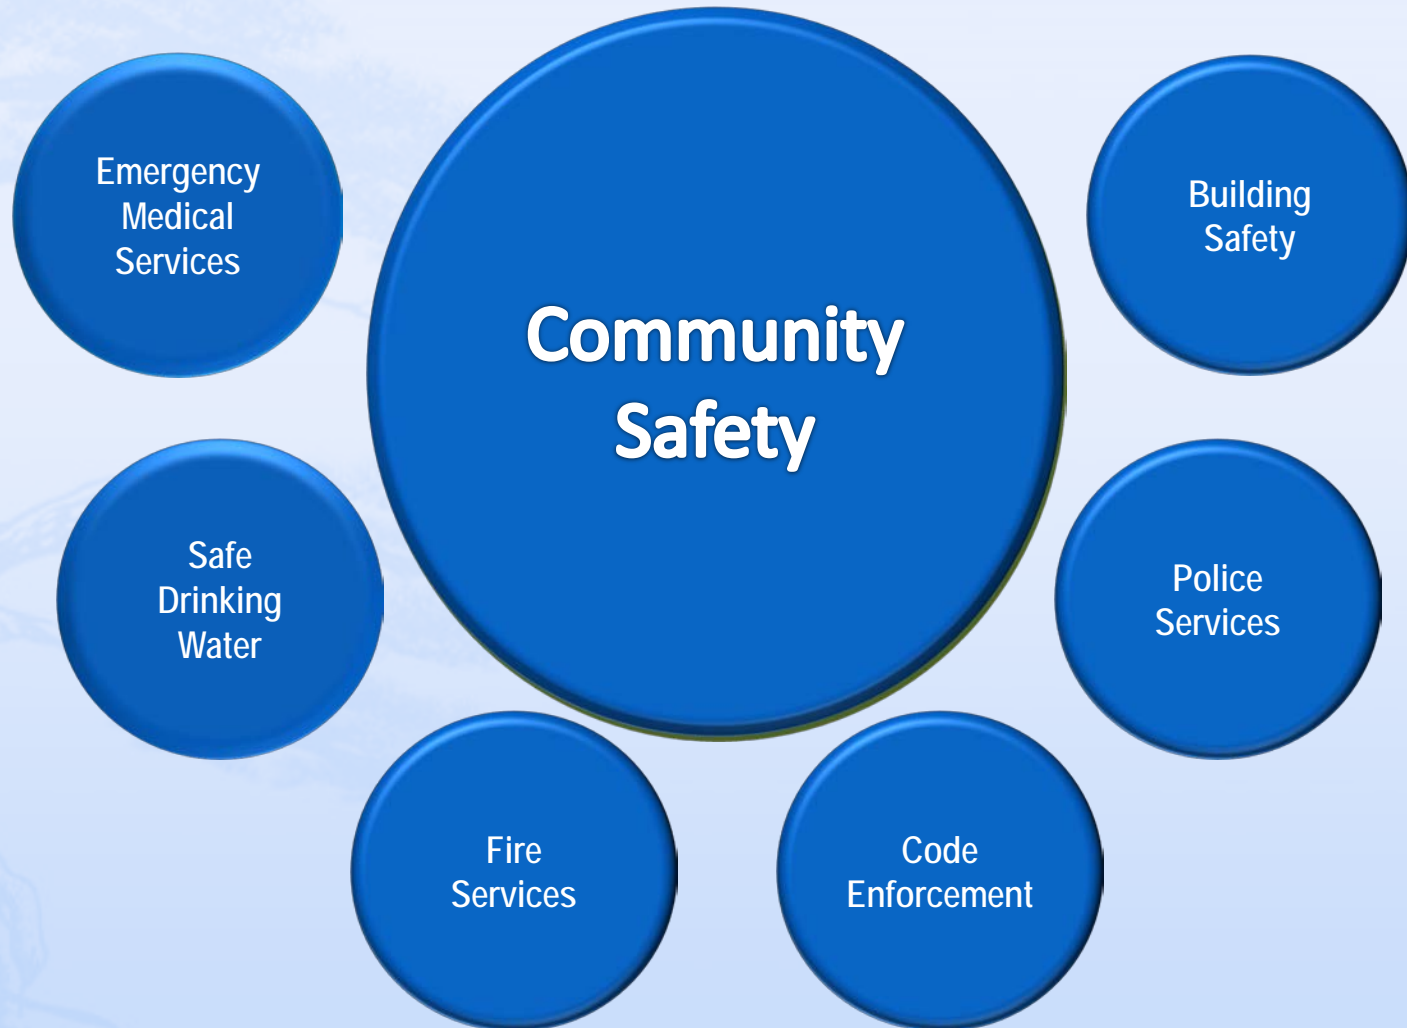 Emergency
Medical
Services
Community
Safety
Building
Safety
Safe
Drinking
Water
Police
Services
Fire
Services
Code
Enforcement